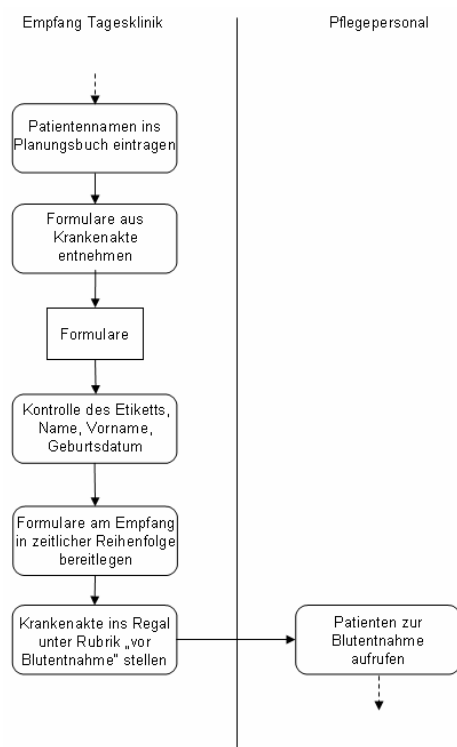 Empfang Tagesklinik
Pflegepersonal
Patientennamen ins
Planungsbuch eintragen
Formulare aus
Krankenakte
entnehmen
Formulare
Kontrolle des Etiketts,
Name, Vorname,
Geburtsdatum
Formulare am Empfang
in zeitlicher Reihenfolge
bereitlegen
Krankenakte ins Regal
unter Rubrik „vor
Blutentnahme“ stellen
Patienten zur
Blutentnahme
aufrufen